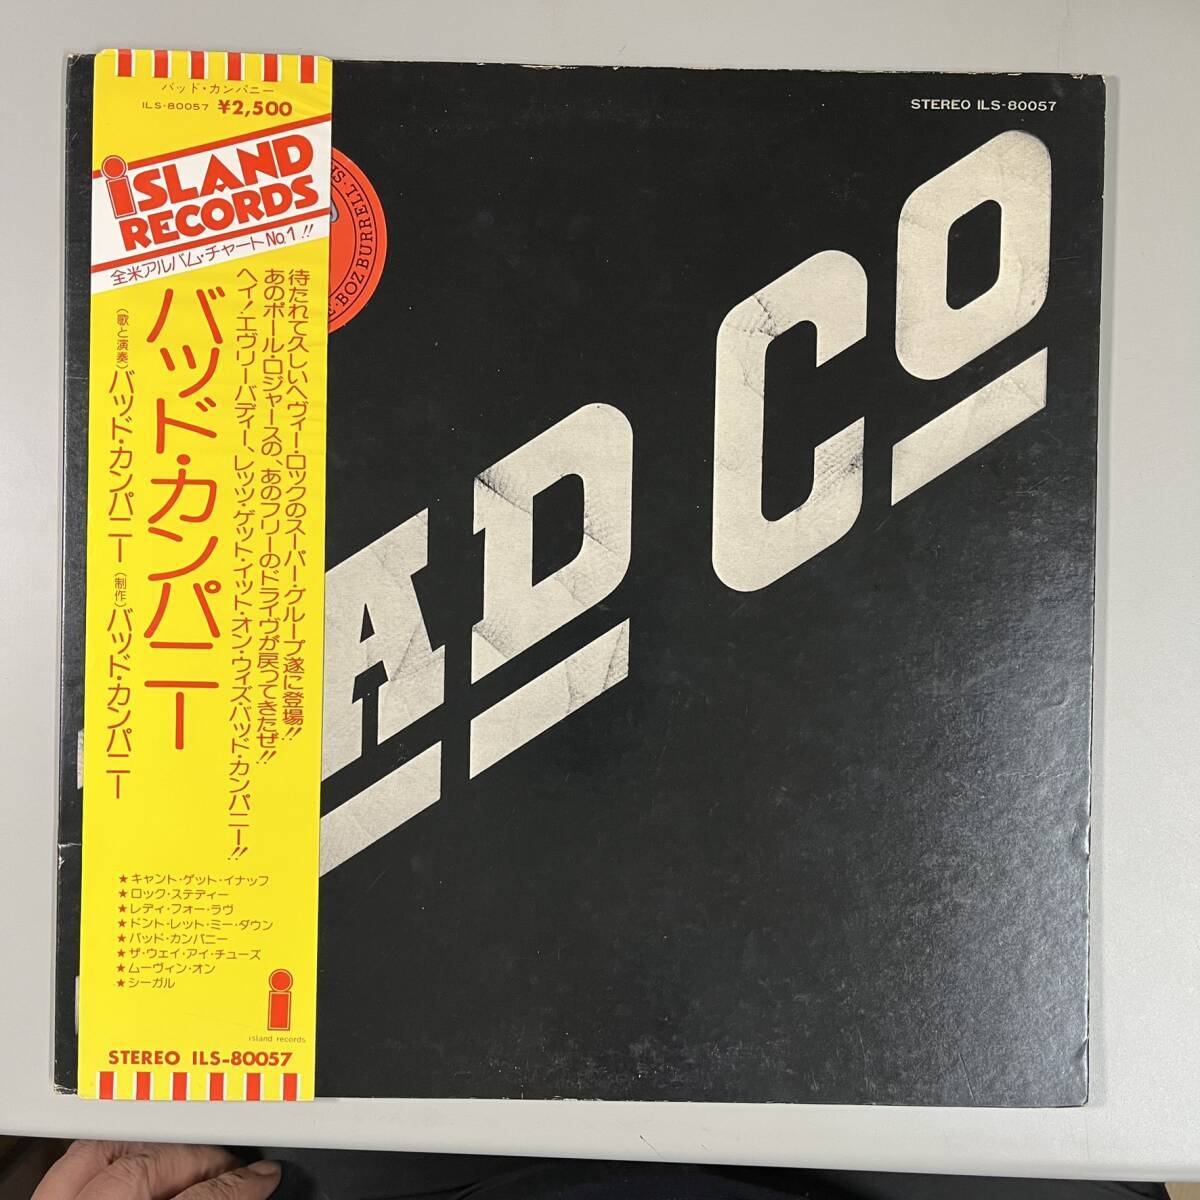 バッド・カンパニー
ILS-80057 ¥2,500
iSLAND
RECORDS
全米アルバム・チャートNo.1!!
待たれて久しいヘヴィー・ロックのスーパー・グループ遂に登場!!
あのポール・ロジャースの、あのフリーのドライヴが戻ってきたぜ!!
ヘイ!エヴリーバディー、レッツ・ゲット・イット・オン・ウィズ・バッド・カンパニー!!
バッド・カンパニー
(歌と演奏)バッド・カンパニー (制作)バッド・カンパニー
★キャント・ゲット・イナッフ
★ロック・ステディー
★レディ・フォー・ラヴ
★ドント・レット・ミー・ダウン
★バッド・カンパニー
★ザ・ウェイ・アイ・チューズ
★ムーヴィン・オン
★シーガル
island records
STEREO ILS-80057
BOZ BURRELL
STEREO ILS-80057
AD CO